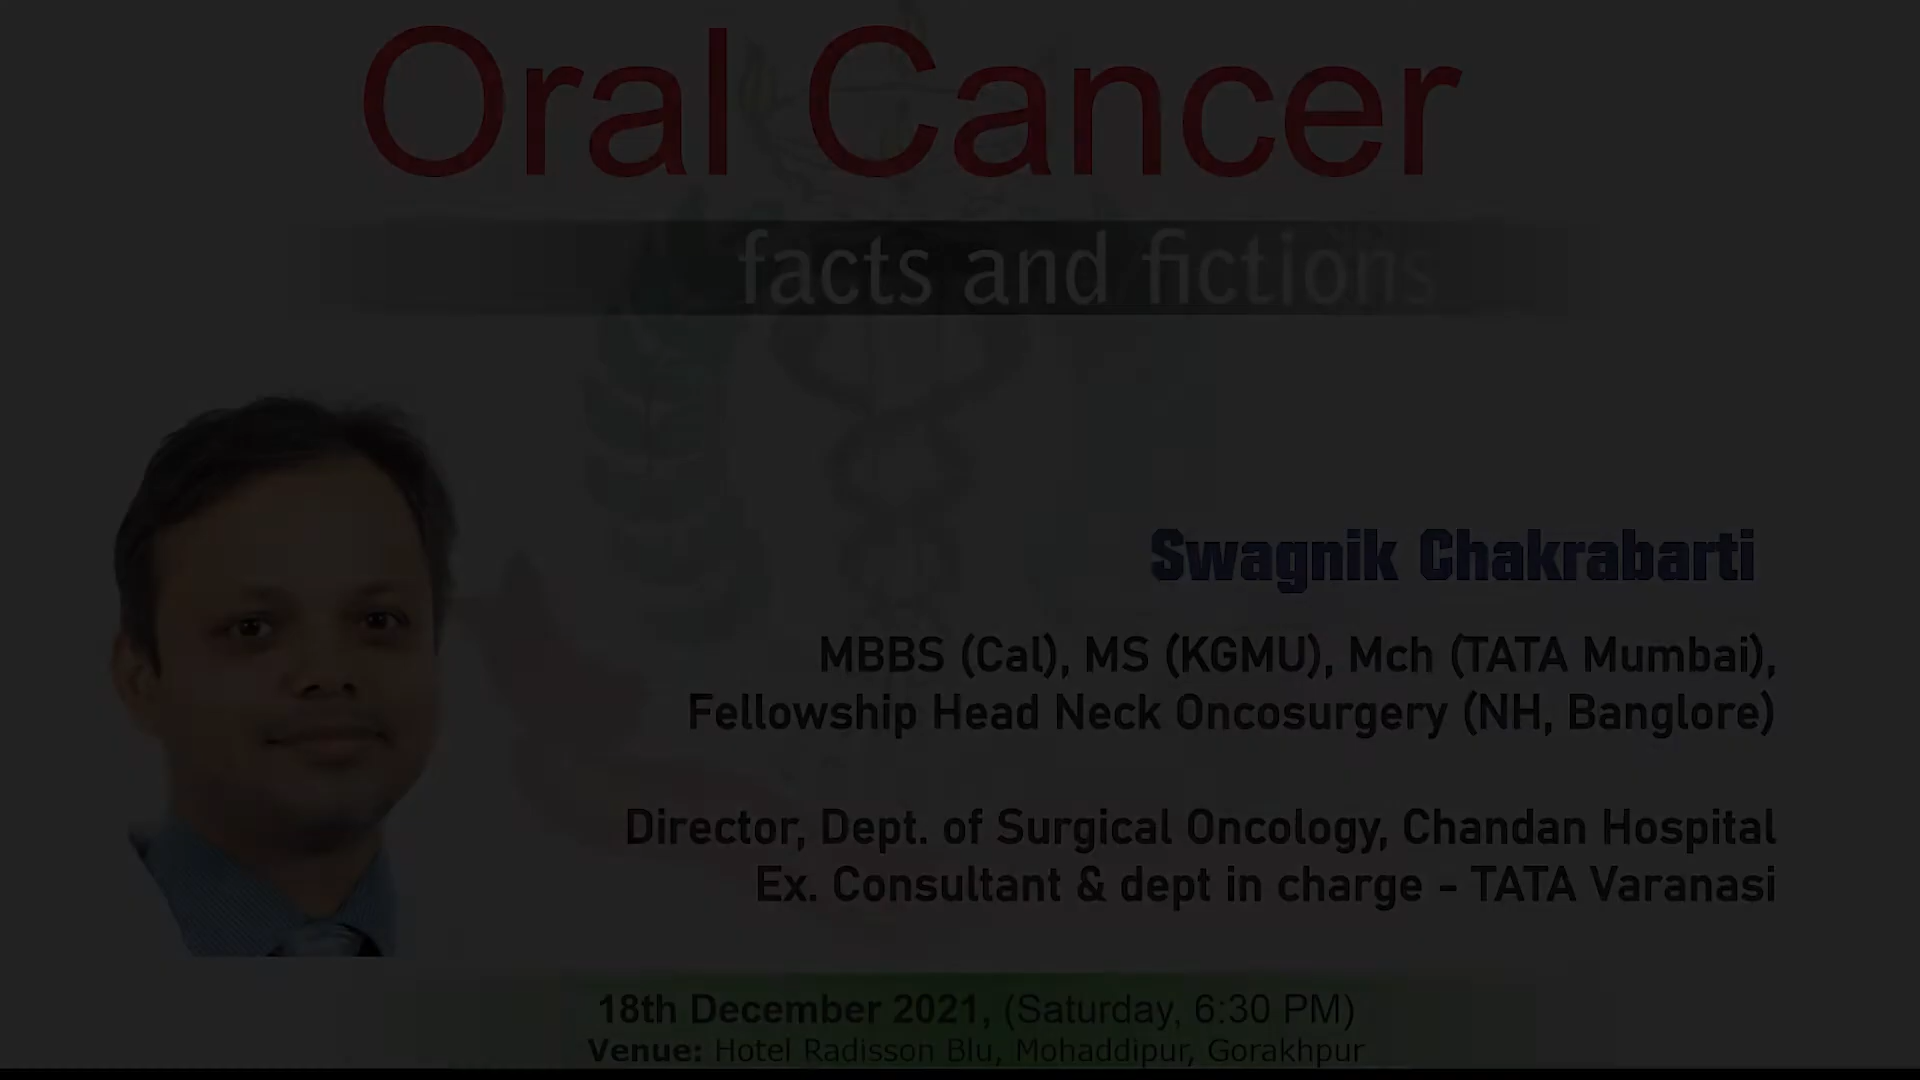 Oral Cancer
facts and fictions
Swagnik Chakrabarti
MBBS (Cal), MS (KGMU), Mch (TATA Mumbai),
Fellowship Head Neck Oncosurgery (NH, Banglore)
Director, Dept. of Surgical Oncology, Chandan Hospital
Ex. Consultant & dept in charge - TATA Varanasi
18th December 2021, (Saturday, 6:30 PM)
Venue: Hotel Radisson Blu, Mohaddipur, Gorakhpur